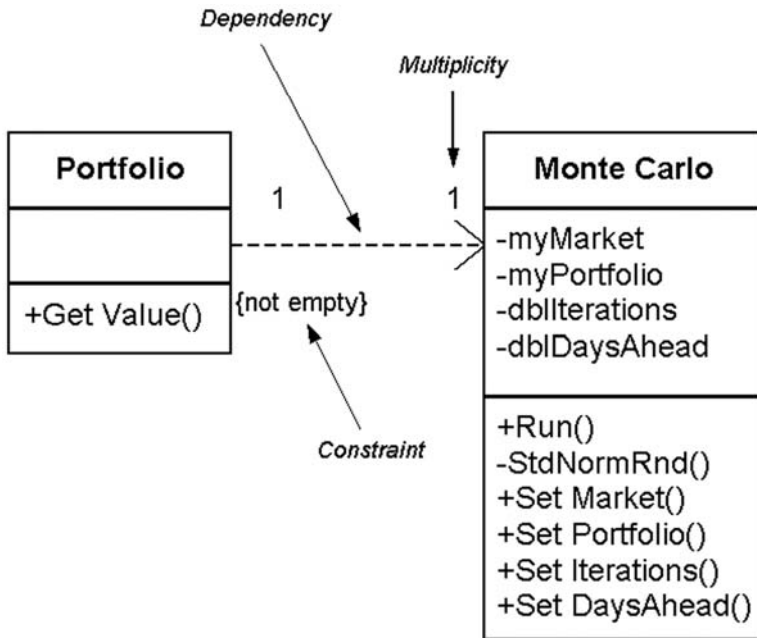 Dependency
Multiplicity
Portfolio
Monte Carlo
1
1
-myMarket
-myPortfolio
-dblIterations
-dblDaysAhead
+Get Value()
{not empty}
Constraint
+Run()
-StdNormRnd()
+Set Market()
+Set Portfolio()
+Set Iterations()
+Set DaysAhead()